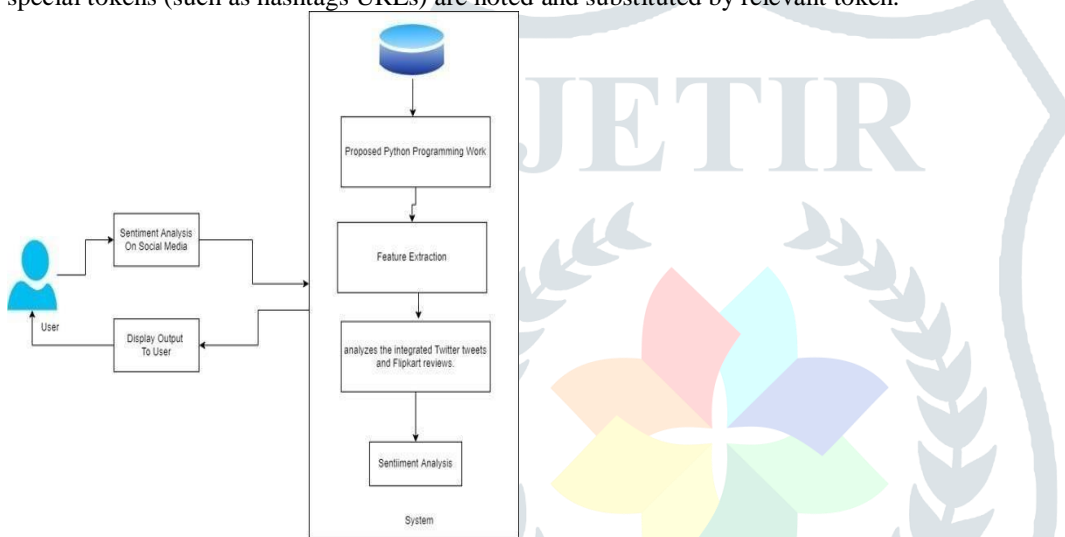 special tokens (such as hashtags URLs) are noted and substituted by relevant token.
JETIR
Proposed Python Programming Work
Feature Extraction
analyzes the integrated Twitter tweets
and Flipkart reviews.
Sentiiment Analysis
System
Sentiment Analysis
On Social Media
User
Display Output
To User